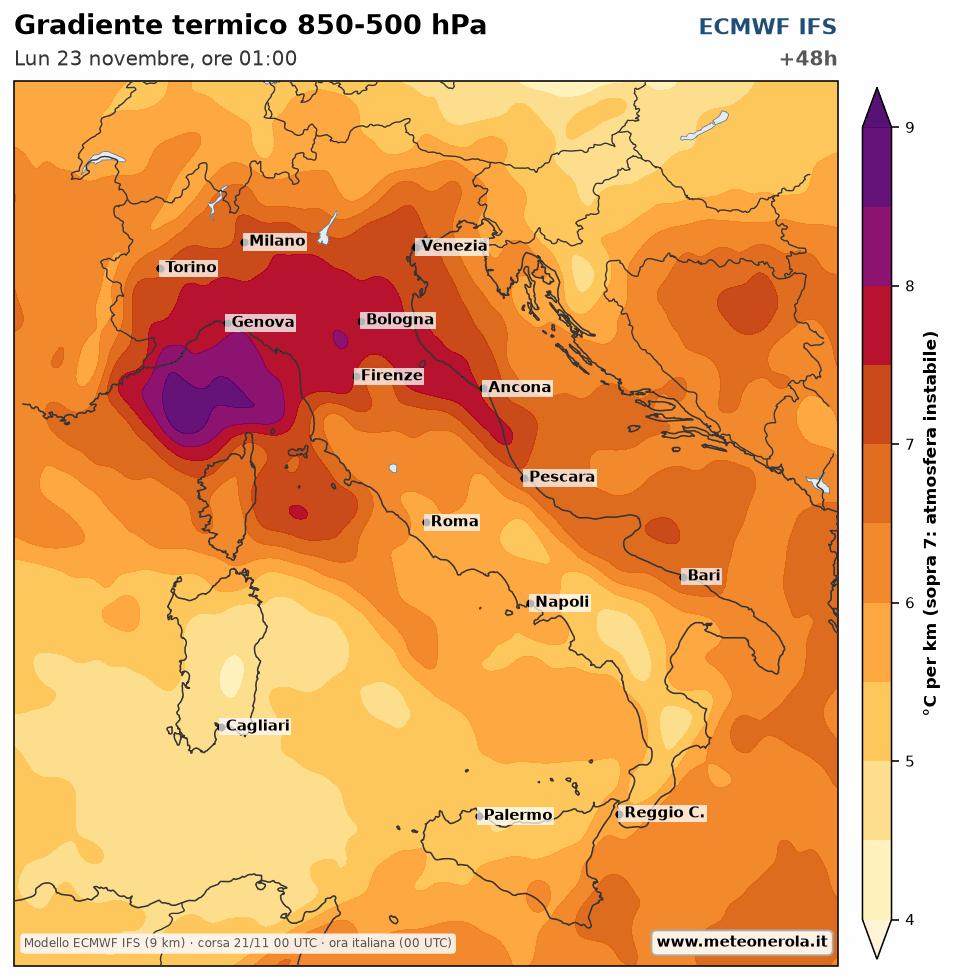 Gradiente termico 850-500 hPa
ECMWF IFS
Lun 23 novembre, ore 01:00
+48h
Milano
Venezia
Torino
Genova
Bologna
Firenze
Ancona
Pescara
Roma
Bari
Napoli
Cagliari
Palermo
Reggio C.
9
8
7
6
5
4
°C per km (sopra 7: atmosfera instabile)
Modello ECMWF IFS (9 km) · corsa 21/11 00 UTC · ora italiana (00 UTC)
www.meteonerola.it